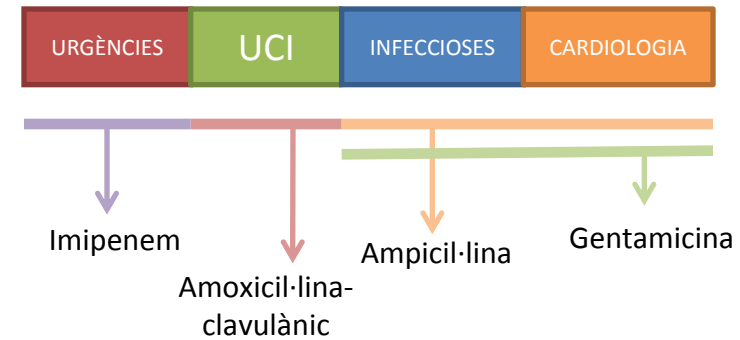 URGÈNCIES
UCI
INFECCIOSES
CARDIOLOGIA
Imipenem
Amoxicil·lina-
clavulànic
Ampicil·lina
Gentamicina